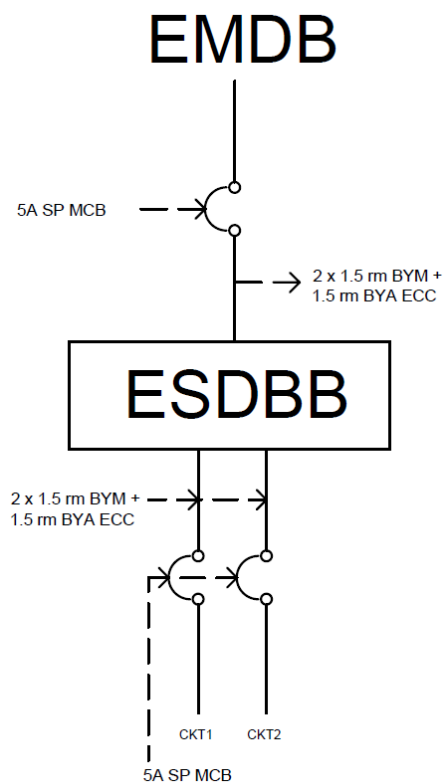 EMDB
5A SP MCB
2 x 1.5 rm BYM +
1.5 rm BYA ECC
ESDBB
2 x 1.5 rm BYM +
1.5 rm BYA ECC
CKT1
CKT2
5A SP MCB